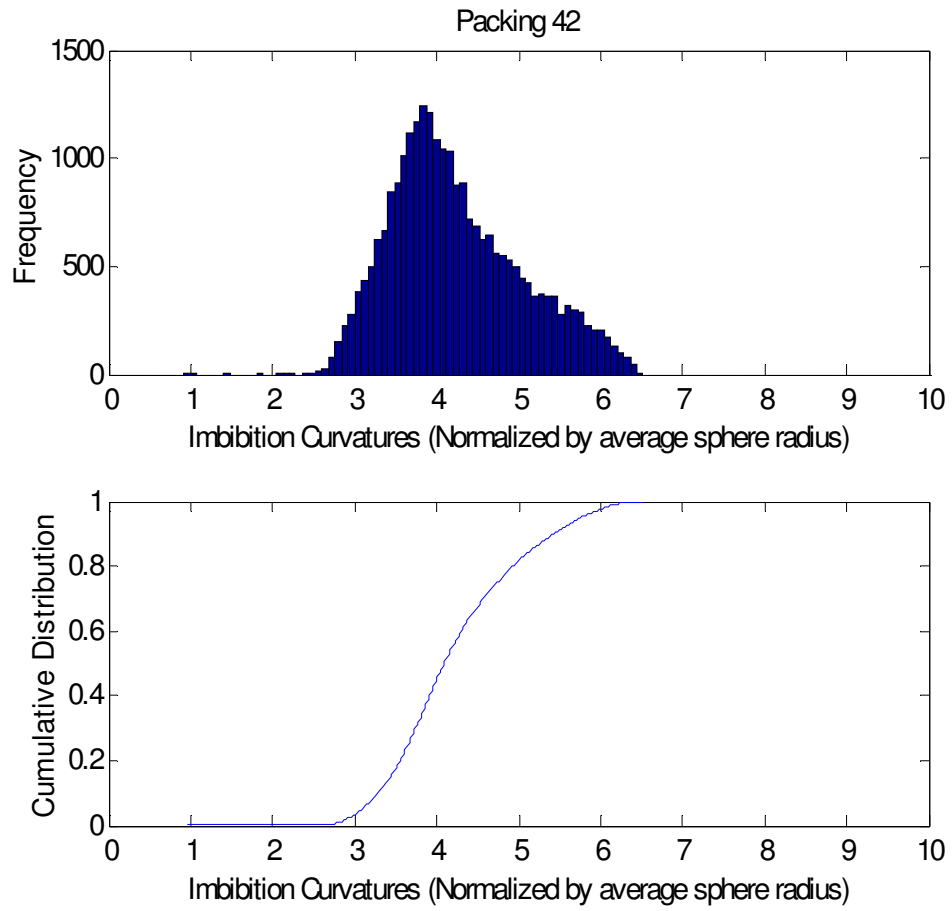 Packing 42
1500
1000
500
0
Frequency
0 1 2 3 4 5 6 7 8 9 10
Imbibition Curvatures (Normalized by average sphere radius)
1
0.8
0.6
0.4
0.2
0
Cumulative Distribution
0 1 2 3 4 5 6 7 8 9 10
Imbibition Curvatures (Normalized by average sphere radius)